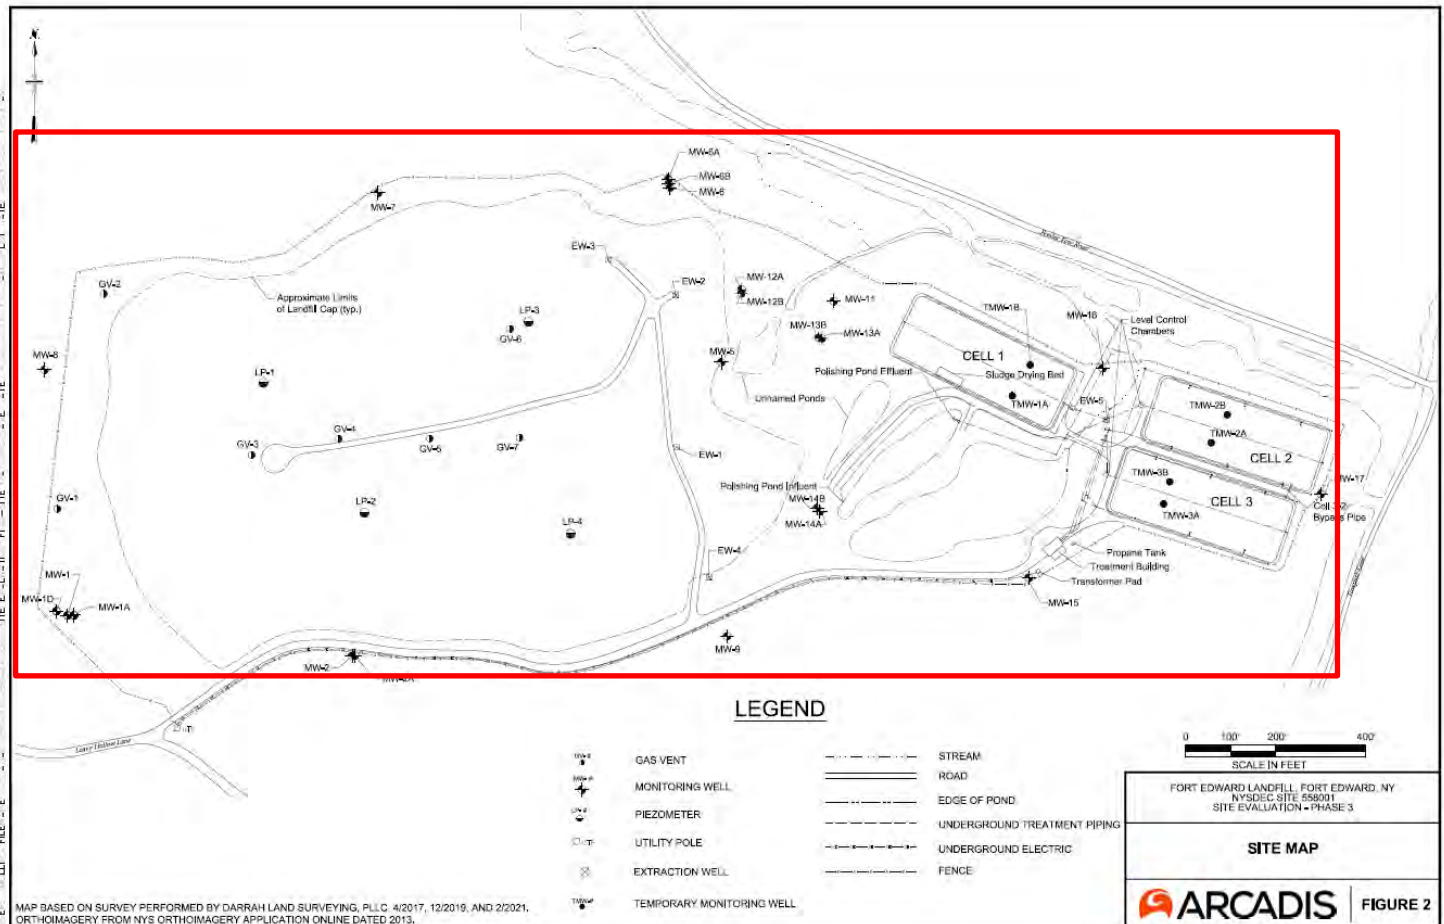 N
MW-6A
MW-6B
MW-6
MW-7
EW-3
EW-2
MW-12A
MW-12B
MW-11
GV-2
Approximate Limits
of Landfill Cap (typ.)
LP-3
GV-6
TMW-1B
MW-16
Level Control
Chambers
MW-13B
MW-13A
MW-8
MW-5
CELL 1
LP-1
Polishing Pond Effluent
Sludge Drying Bed
Unnamed Ponds
TMW-1A
EW-5
TMW-2B
GV-3
GV-4
GV-5
GV-7
TMW-2A
EW-1
CELL 2
TMW-3B
Polishing Pond Influent
MW-17
GV-1
LP-2
MW-14B
CELL 3
MW-14A
TMW-3A
Bypass Pipe
LP-4
EW-4
Propane Tank
Treatment Building
Transformer Pad
MW-1
MW-1D
MW-1A
MW-15
MW-9
MW-2
MW-2A
LEGEND
GAS VENT
MONITORING WELL
PIEZOMETER
UTILITY POLE
EXTRACTION WELL
TEMPORARY MONITORING WELL
STREAM
ROAD
EDGE OF POND
UNDERGROUND TREATMENT PIPING
UNDERGROUND ELECTRIC
FENCE
0 100' 200' 400'
SCALE IN FEET
FORT EDWARD LANDFILL, FORT EDWARD, NY
NYSDEC SITE 558001
SITE EVALUATION - PHASE 3
SITE MAP
ARCADIS
FIGURE 2
MAP BASED ON SURVEY PERFORMED BY DARRAH LAND SURVEYING, PLLC. 4/2017, 12/2019, AND 2/2021.
ORTHOIMAGERY FROM NYS ORTHOIMAGERY APPLICATION ONLINE DATED 2013.